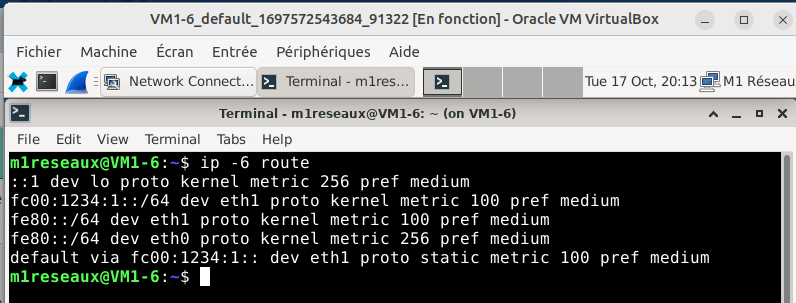 VM1-6_default_1697572543684_91322 [En fonction] - Oracle VM VirtualBox
Fichier Machine Écran Entrée Périphériques Aide
Network Connect... Terminal - m1res... Tue 17 Oct, 20:13 M1 Réseau
Terminal - m1reseaux@VM1-6: ~ (on VM1-6)
File Edit View Terminal Tabs Help
m1reseaux@VM1-6:~$ ip -6 route
::1 dev lo proto kernel metric 256 pref medium
fc00:1234:1::/64 dev eth1 proto kernel metric 100 pref medium
fe80::/64 dev eth1 proto kernel metric 100 pref medium
fe80::/64 dev eth0 proto kernel metric 256 pref medium
default via fc00:1234:1:: dev eth1 proto static metric 100 pref medium
m1reseaux@VM1-6:~$